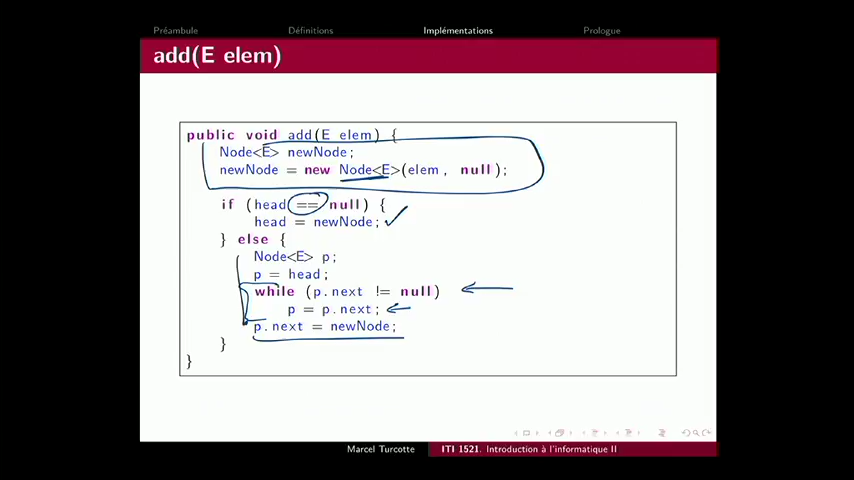 Préambule Définitions Implémentations Prologue
add(E elem)
public void add(E elem) {
Node<E> newNode;
newNode = new Node<E>(elem, null);
if (head == null) {
head = newNode;
} else {
Node<E> p;
p = head;
while (p.next != null)
p = p.next;
p.next = newNode;
}
}
Marcel Turcotte ITI 1521. Introduction à l'informatique II